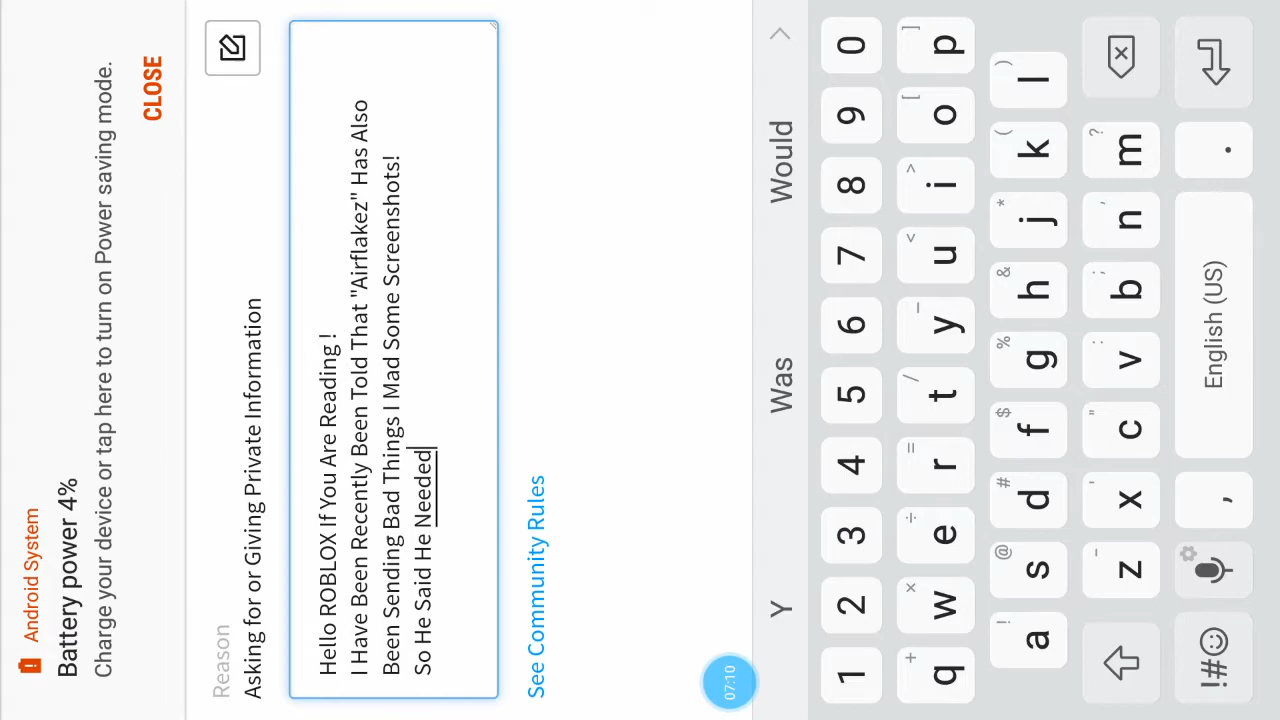 Android System
Battery power 4%
Charge your device or tap here to turn on Power saving mode.
CLOSE
Reason
Asking for or Giving Private Information
Hello ROBLOX If You Are Reading !
I Have Been Recently Been Told That "Airflakez" Has Also
Been Sending Bad Things I Mad Some Screenshots!
So He Said He Needed
See Community Rules
07:10
Y Was Would
1 2 3 4 5 6 7 8 9 0
+ × ÷ = / _ < > [ ]
q w e r t y u i o p
! @ # $ % & * ( )
a s d f g h j k l
- ' " : ; , ?
z x c v b n m
!#☺ , English (US) .